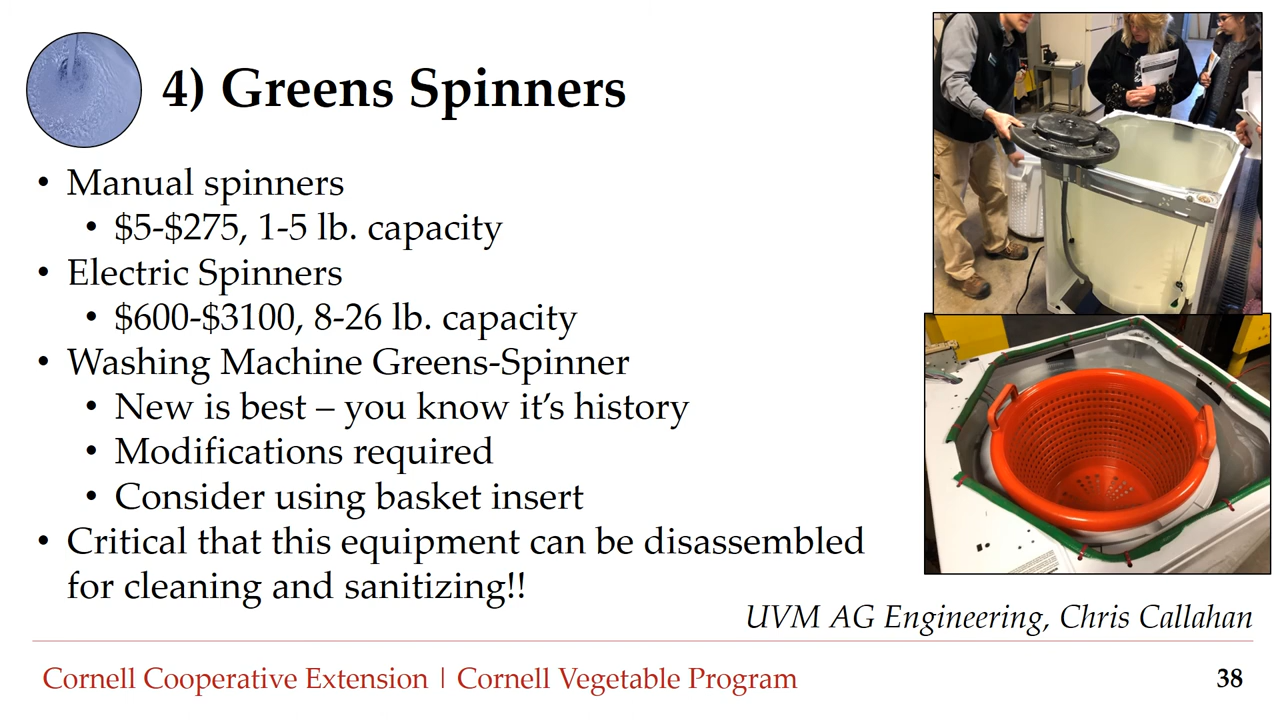 4) Greens Spinners
• Manual spinners
• $5-$275, 1-5 lb. capacity
• Electric Spinners
• $600-$3100, 8-26 lb. capacity
• Washing Machine Greens-Spinner
• New is best – you know it’s history
• Modifications required
• Consider using basket insert
• Critical that this equipment can be disassembled
for cleaning and sanitizing!!
UVM AG Engineering, Chris Callahan
Cornell Cooperative Extension | Cornell Vegetable Program
38